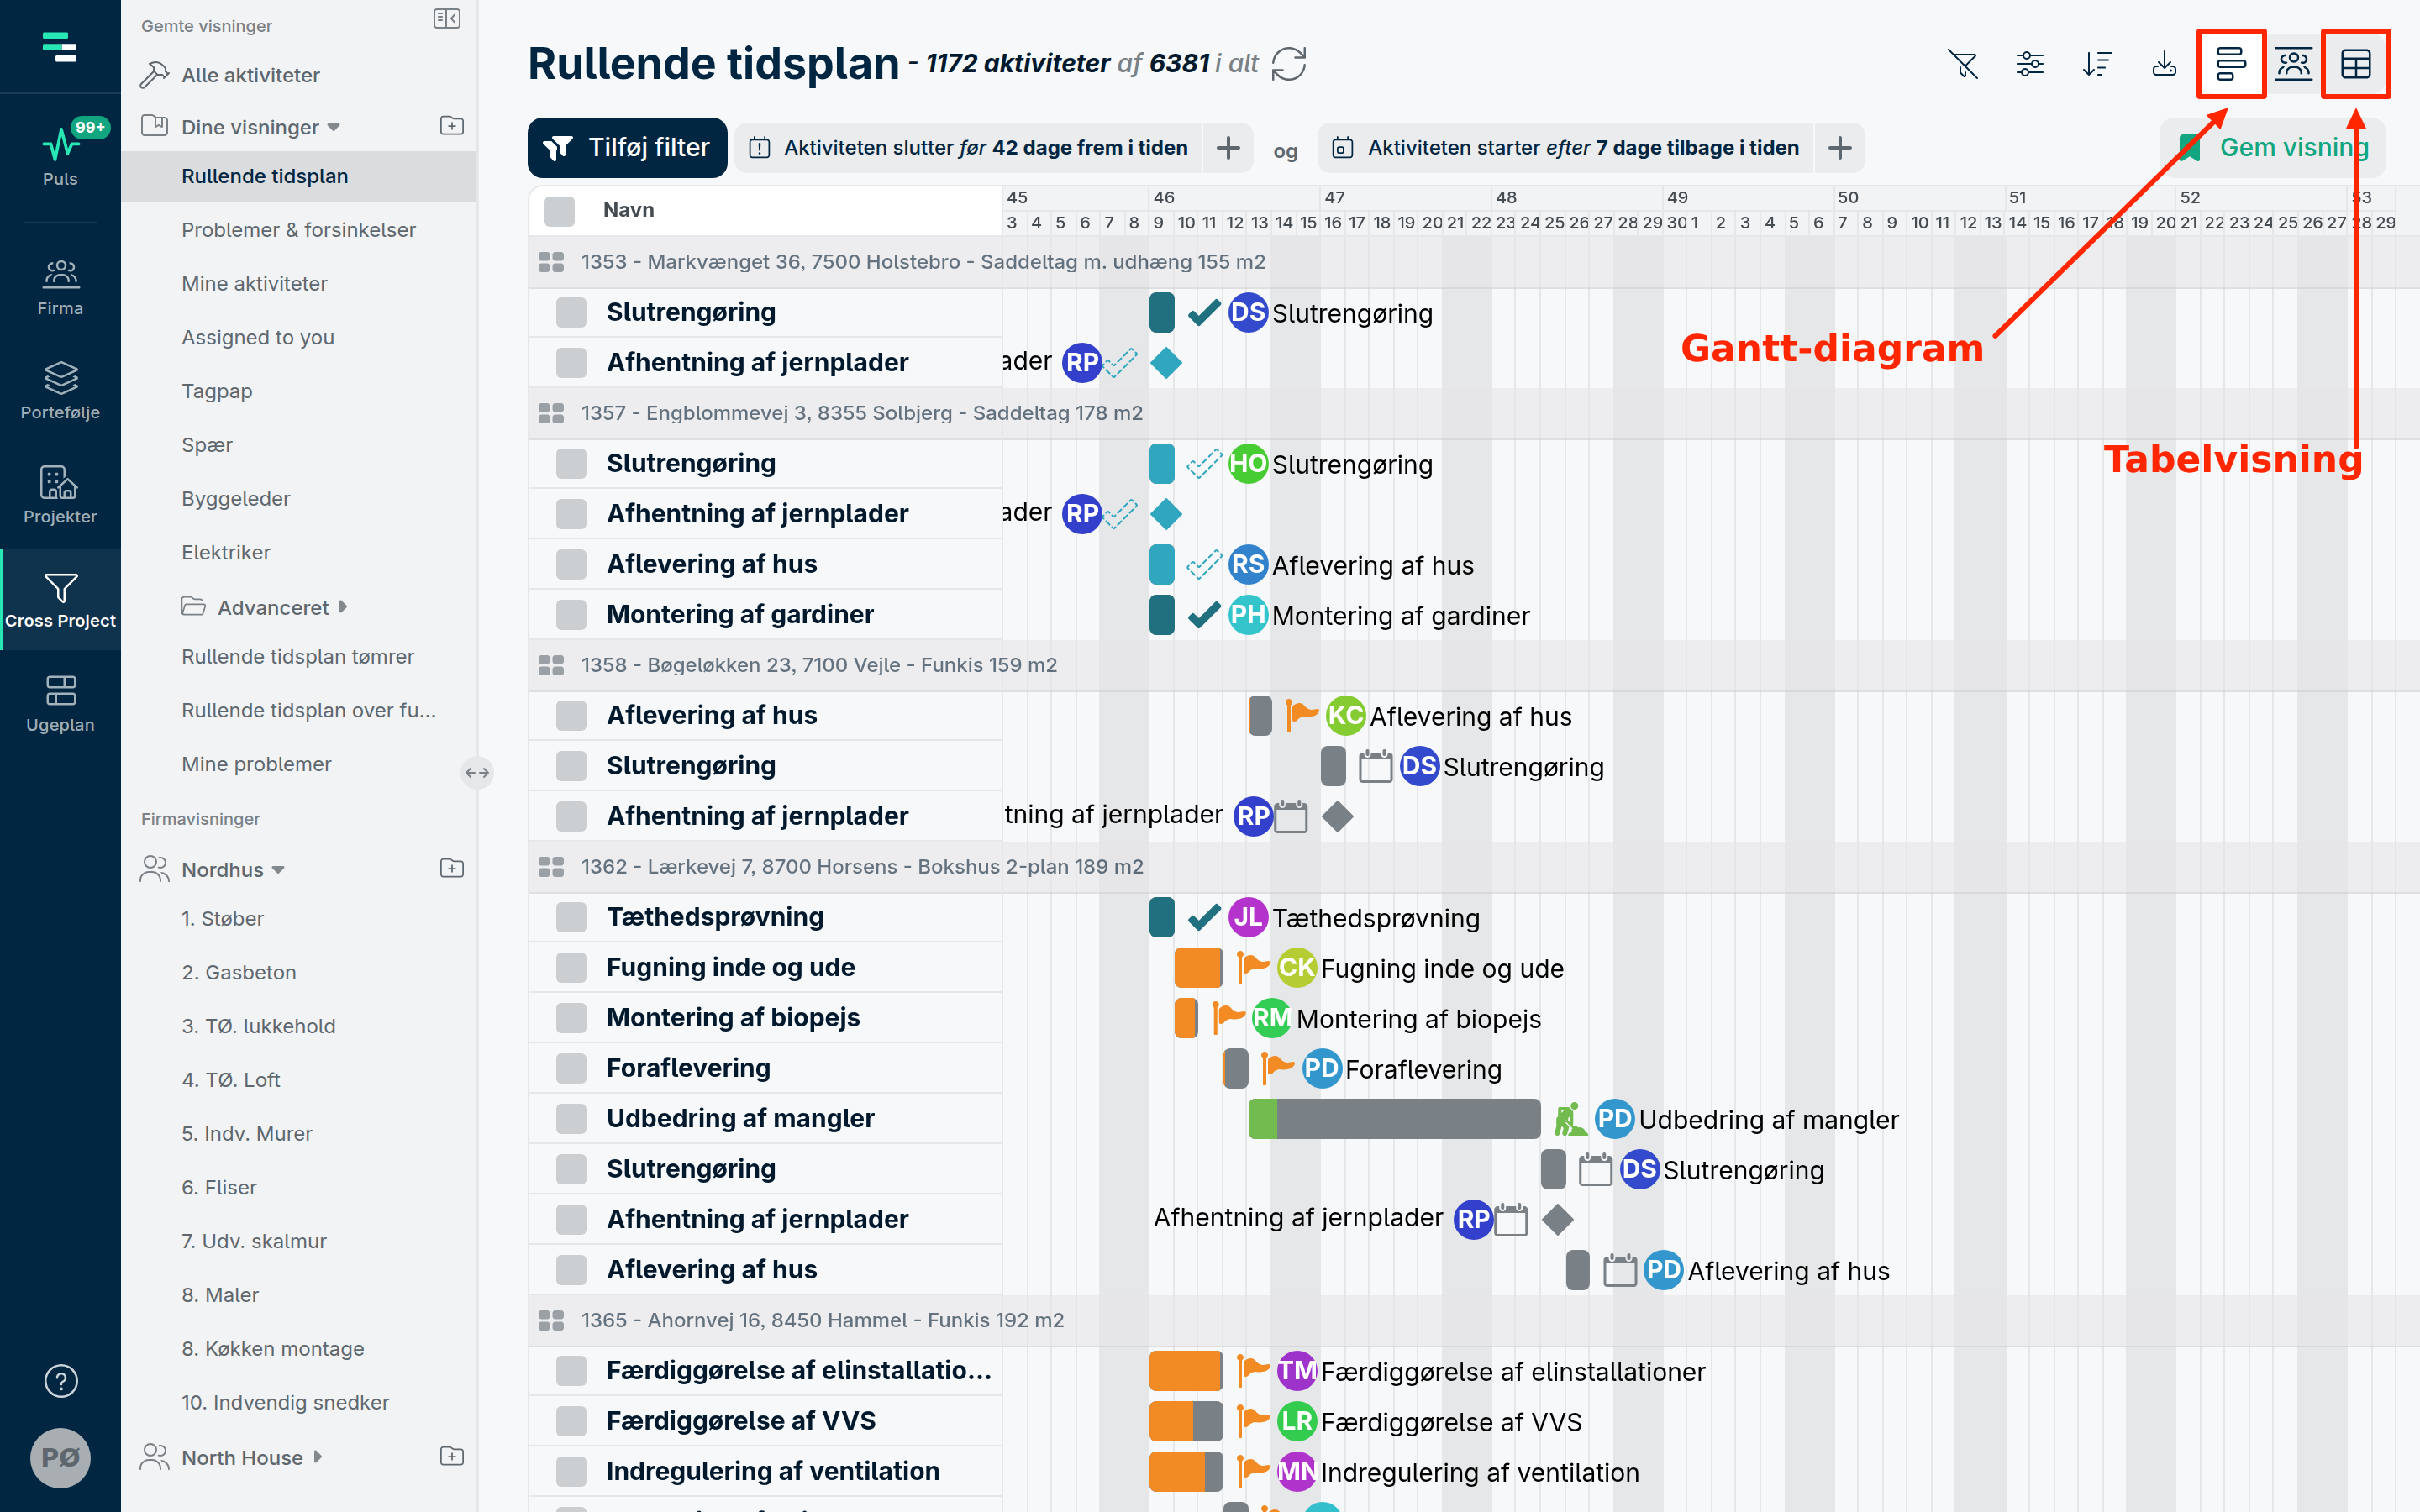 Gemte visninger
Alle aktiviteter
Dine visninger
Rullende tidsplan
Problemer & forsinkelser
Mine aktiviteter
Assigned to you
Tagpap
Spær
Byggeleder
Elektriker
Advanceret
Rullende tidsplan tømrer
Rullende tidsplan over fu...
Mine problemer
Firmavisninger
Nordhus
1. Støber
2. Gasbeton
3. TØ. lukkehold
4. TØ. Loft
5. Indv. Murer
6. Fliser
7. Udv. skalmur
8. Maler
8. Køkken montage
10. Indvendig snedker
North House
99+
Puls
Firma
Portefølje
Projekter
Cross Project
Ugeplan
?
PØ
Rullende tidsplan - 1172 aktiviteter af 6381 i alt
Tilføj filter
Aktiviteten slutter før 42 dage frem i tiden
og
Aktiviteten starter efter 7 dage tilbage i tiden
Gem visning
Gantt-diagram
Tabelvisning
Navn
45 46 47 48 49 50 51 52 53
3 4 5 6 7 8 9 10 11 12 13 14 15 16 17 18 19 20 21 22 23 24 25 26 27 28 29 30 1 2 3 4 5 6 7 8 9 10 11 12 13 14 15 16 17 18 19 20 21 22 23 24 25 26 27 28 29
1353 - Markvænget 36, 7500 Holstebro - Saddeltag m. udhæng 155 m2
Slutrengøring DS Slutrengøring
Afhentning af jernplader ader RP
1357 - Engblommevej 3, 8355 Solbjerg - Saddeltag 178 m2
Slutrengøring HO Slutrengøring
Afhentning af jernplader ader RP
Aflevering af hus RS Aflevering af hus
Montering af gardiner PH Montering af gardiner
1358 - Bøgeløkken 23, 7100 Vejle - Funkis 159 m2
Aflevering af hus KC Aflevering af hus
Slutrengøring DS Slutrengøring
Afhentning af jernplader tning af jernplader RP
1362 - Lærkevej 7, 8700 Horsens - Bokshus 2-plan 189 m2
Tæthedsprøvning JL Tæthedsprøvning
Fugning inde og ude CK Fugning inde og ude
Montering af biopejs RM Montering af biopejs
Foraflevering PD Foraflevering
Udbedring af mangler PD Udbedring af mangler
Slutrengøring DS Slutrengøring
Afhentning af jernplader Afhentning af jernplader RP
Aflevering af hus PD Aflevering af hus
1365 - Ahornvej 16, 8450 Hammel - Funkis 192 m2
Færdiggørelse af elinstallatio... TM Færdiggørelse af elinstallationer
Færdiggørelse af VVS LR Færdiggørelse af VVS
Indregulering af ventilation MN Indregulering af ventilation